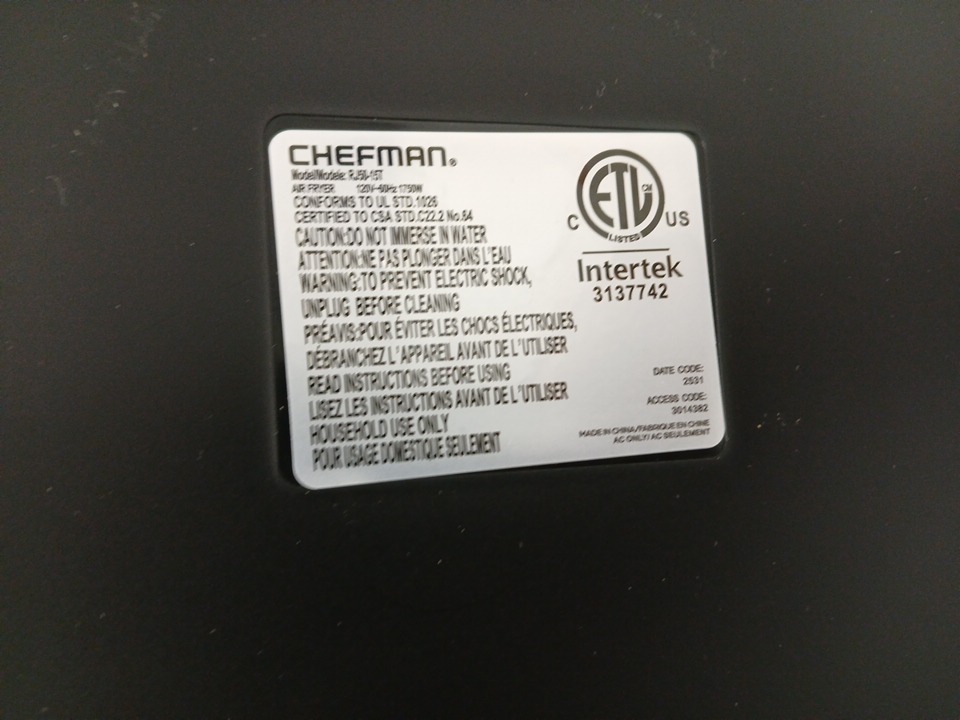 CHEFMAN®
Model/Modele: RJ50-15T
AIR FRYER 120V~60Hz 1750W
CONFORMS TO UL STD.1026
CERTIFIED TO CSA STD.C22.2 No.64
CAUTION:DO NOT IMMERSE IN WATER
ATTENTION:NE PAS PLONGER DANS L'EAU
WARNING:TO PREVENT ELECTRIC SHOCK,
UNPLUG BEFORE CLEANING
PRÉAVIS:POUR ÉVITER LES CHOCS ÉLECTRIQUES,
DÉBRANCHEZ L'APPAREIL AVANT DE L'UTILISER
READ INSTRUCTIONS BEFORE USING
LISEZ LES INSTRUCTIONS AVANT DE L'UTILISER
HOUSEHOLD USE ONLY
POUR USAGE DOMESTIQUE SEULEMENT
ETL CM
C US
LISTED
Intertek
3137742
DATE CODE:
2531
ACCESS CODE:
3014382
MADE IN CHINA/FABRIQUE EN CHINE
AC ONLY/AC SEULEMENT